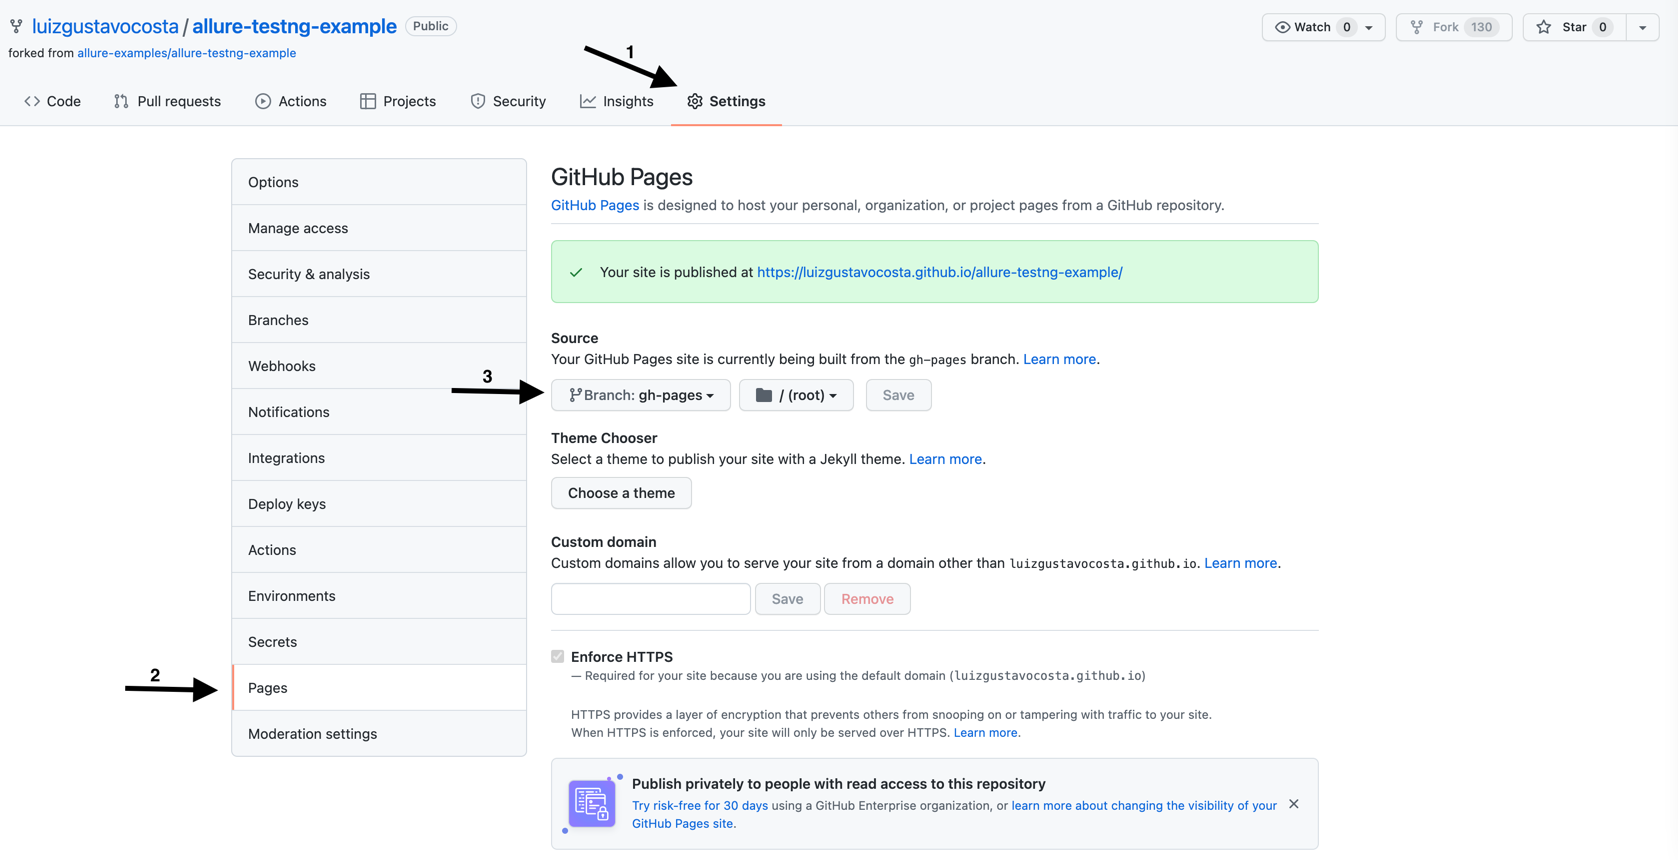 luizgustavocosta / allure-testng-example Public
Watch 0
Fork 130
Star 0
forked from allure-examples/allure-testng-example
1
Code
Pull requests
Actions
Projects
Security
Insights
Settings
Options
Manage access
Security & analysis
Branches
Webhooks
Notifications
Integrations
Deploy keys
Actions
Environments
Secrets
2
Pages
Moderation settings
GitHub Pages
GitHub Pages is designed to host your personal, organization, or project pages from a GitHub repository.
Your site is published at https://luizgustavocosta.github.io/allure-testng-example/
Source
Your GitHub Pages site is currently being built from the gh-pages branch. Learn more.
3
Branch: gh-pages
/ (root)
Save
Theme Chooser
Select a theme to publish your site with a Jekyll theme. Learn more.
Choose a theme
Custom domain
Custom domains allow you to serve your site from a domain other than luizgustavocosta.github.io. Learn more.
Save
Remove
Enforce HTTPS
— Required for your site because you are using the default domain (luizgustavocosta.github.io)
HTTPS provides a layer of encryption that prevents others from snooping on or tampering with traffic to your site.
When HTTPS is enforced, your site will only be served over HTTPS. Learn more.
Publish privately to people with read access to this repository
Try risk-free for 30 days using a GitHub Enterprise organization, or learn more about changing the visibility of your
GitHub Pages site.